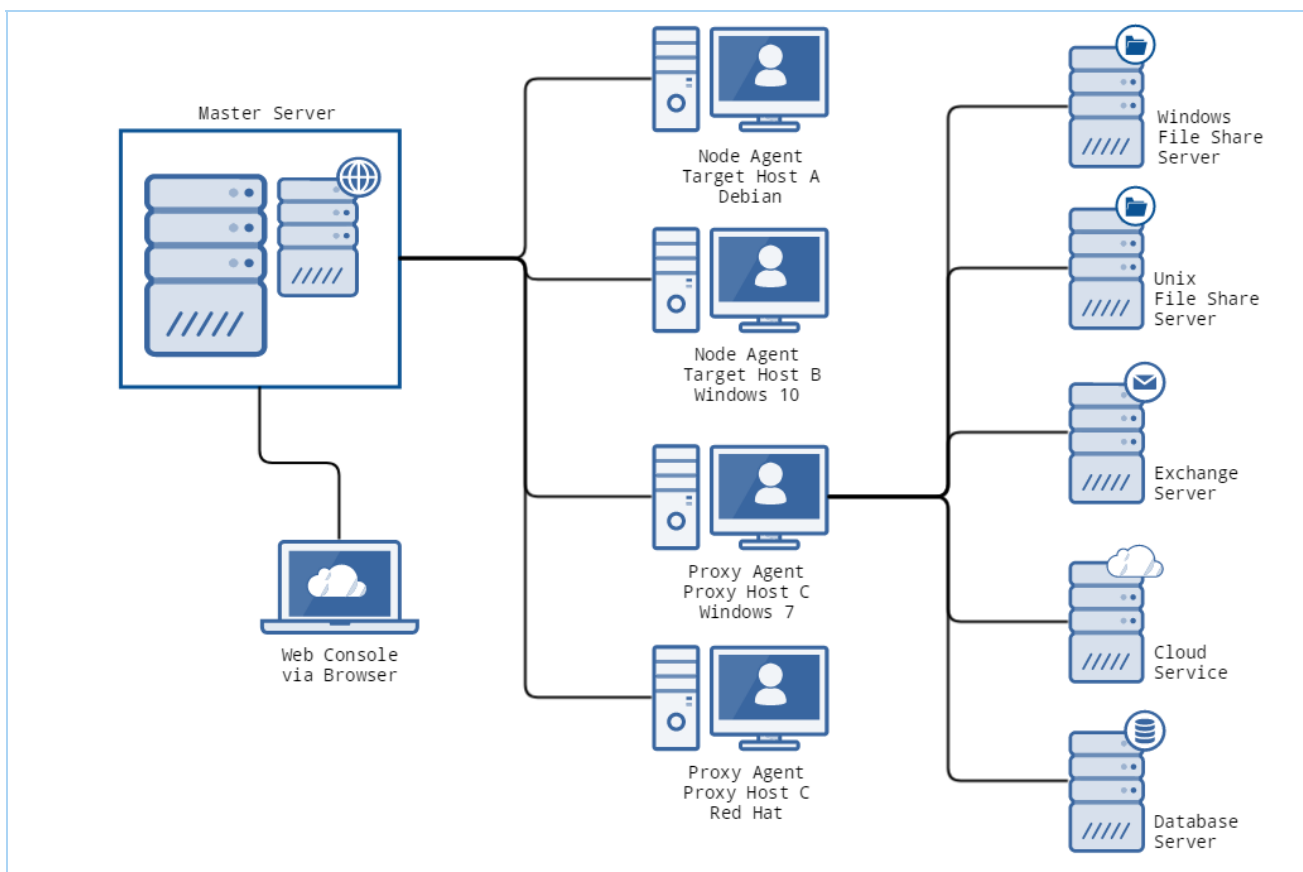 Master Server
Web Console
via Browser
Node Agent
Target Host A
Debian
Node Agent
Target Host B
Windows 10
Proxy Agent
Proxy Host C
Windows 7
Proxy Agent
Proxy Host C
Red Hat
Windows
File Share
Server
Unix
File Share
Server
Exchange
Server
Cloud
Service
Database
Server